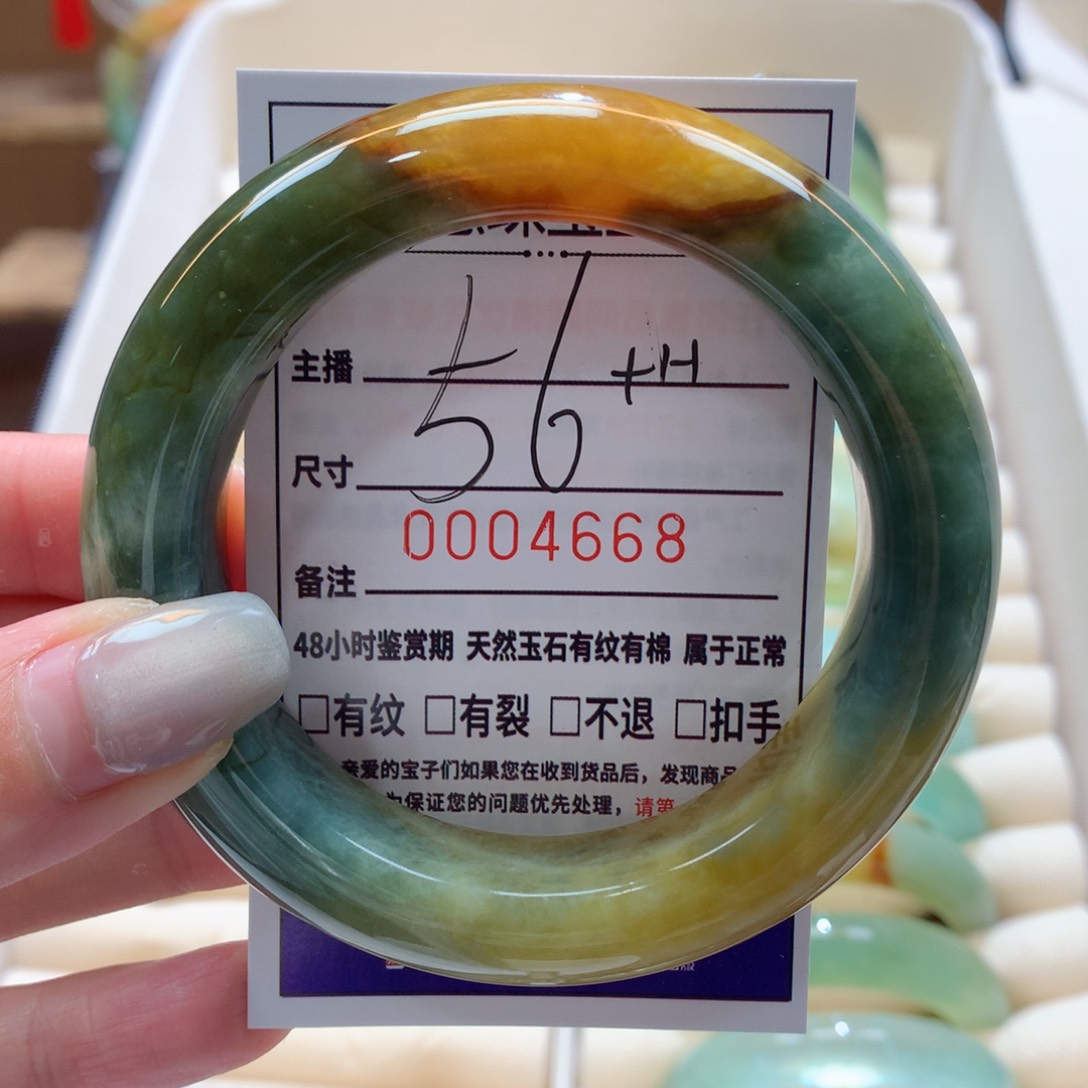 56 +H
主播
尺寸
0004668
备注
48小时鉴赏期 天然玉石有纹有棉 属于正常
□有纹 □有裂 □不退 □扣手
亲爱的宝子们如果您在收到货品后，发现商品
保证您的问题优先处理，请第